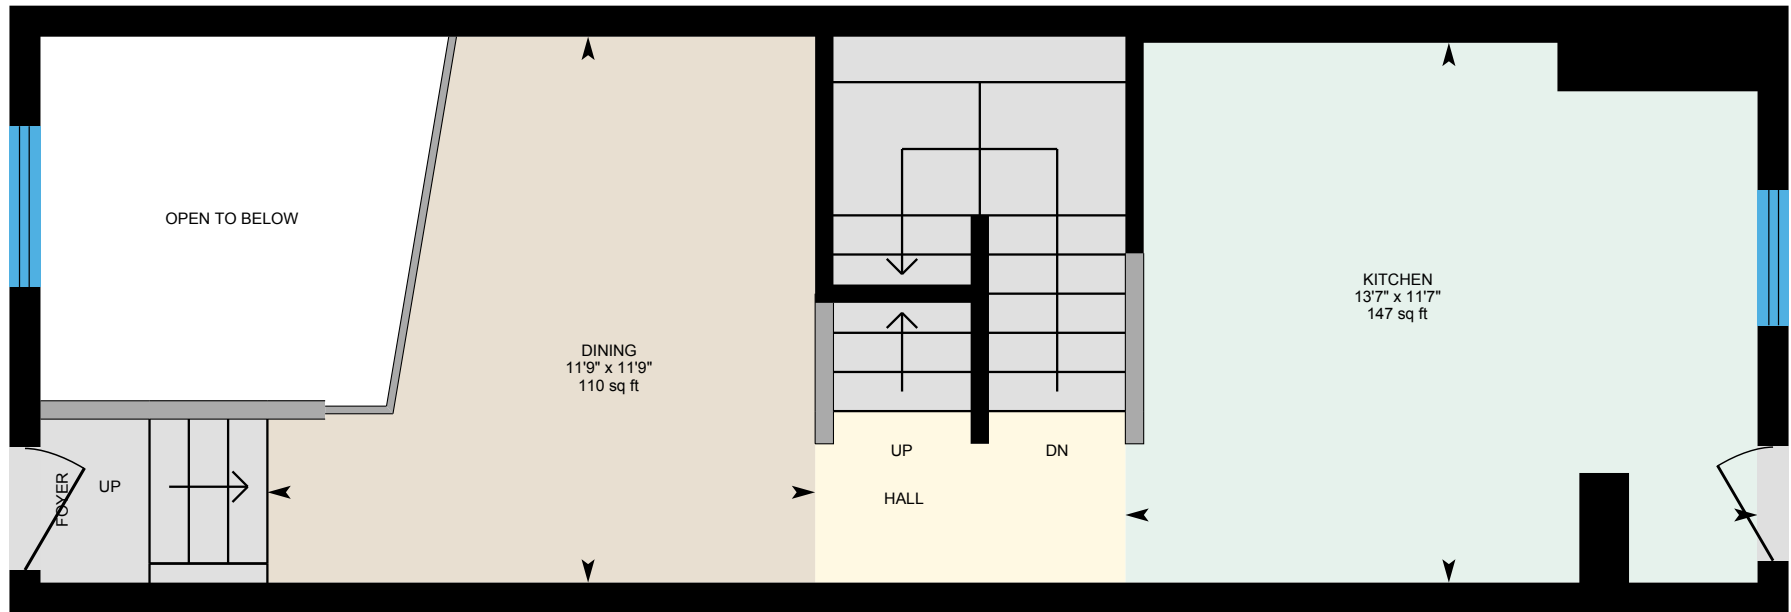 OPEN TO BELOW
KITCHEN
13'7" x 11'7"
147 sq ft
DINING
11'9" x 11'9"
110 sq ft
UP
DN
FOYER
UP
HALL